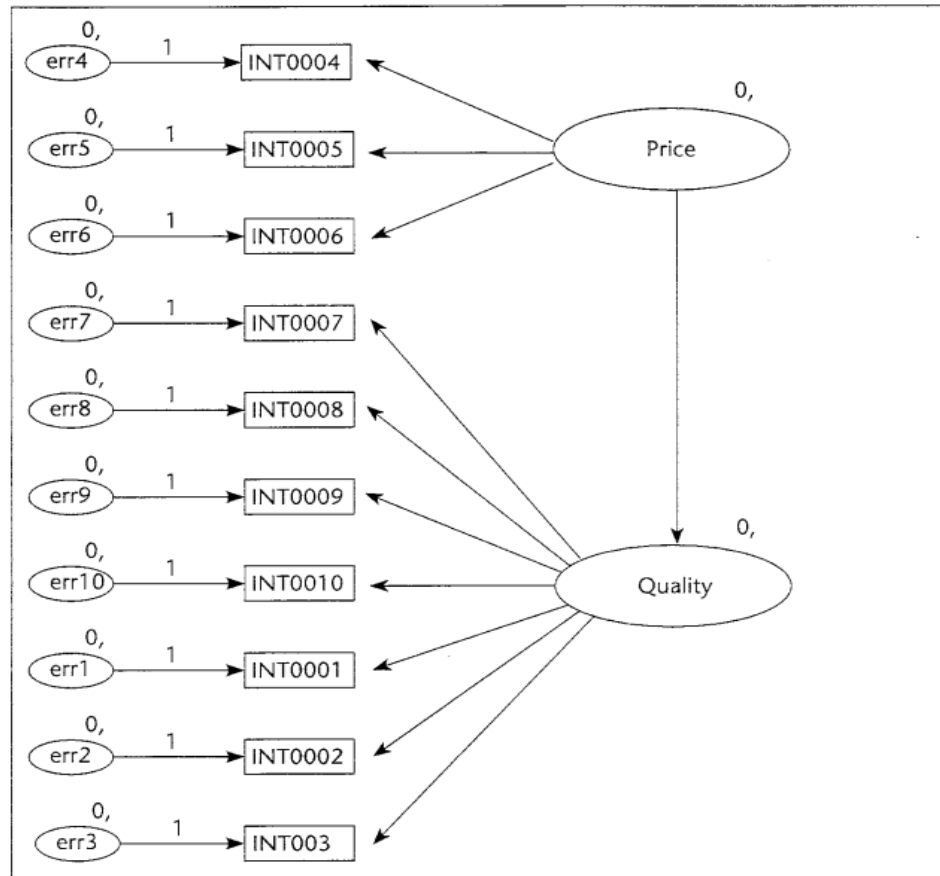 0,
err4 1 INT0004
0,
Price
0,
err5 1 INT0005
0,
err6 1 INT0006
0,
err7 1 INT0007
0,
err8 1 INT0008
0,
err9 1 INT0009
0,
Quality
0,
err10 1 INT0010
0,
err1 1 INT0001
0,
err2 1 INT0002
0,
err3 1 INT003